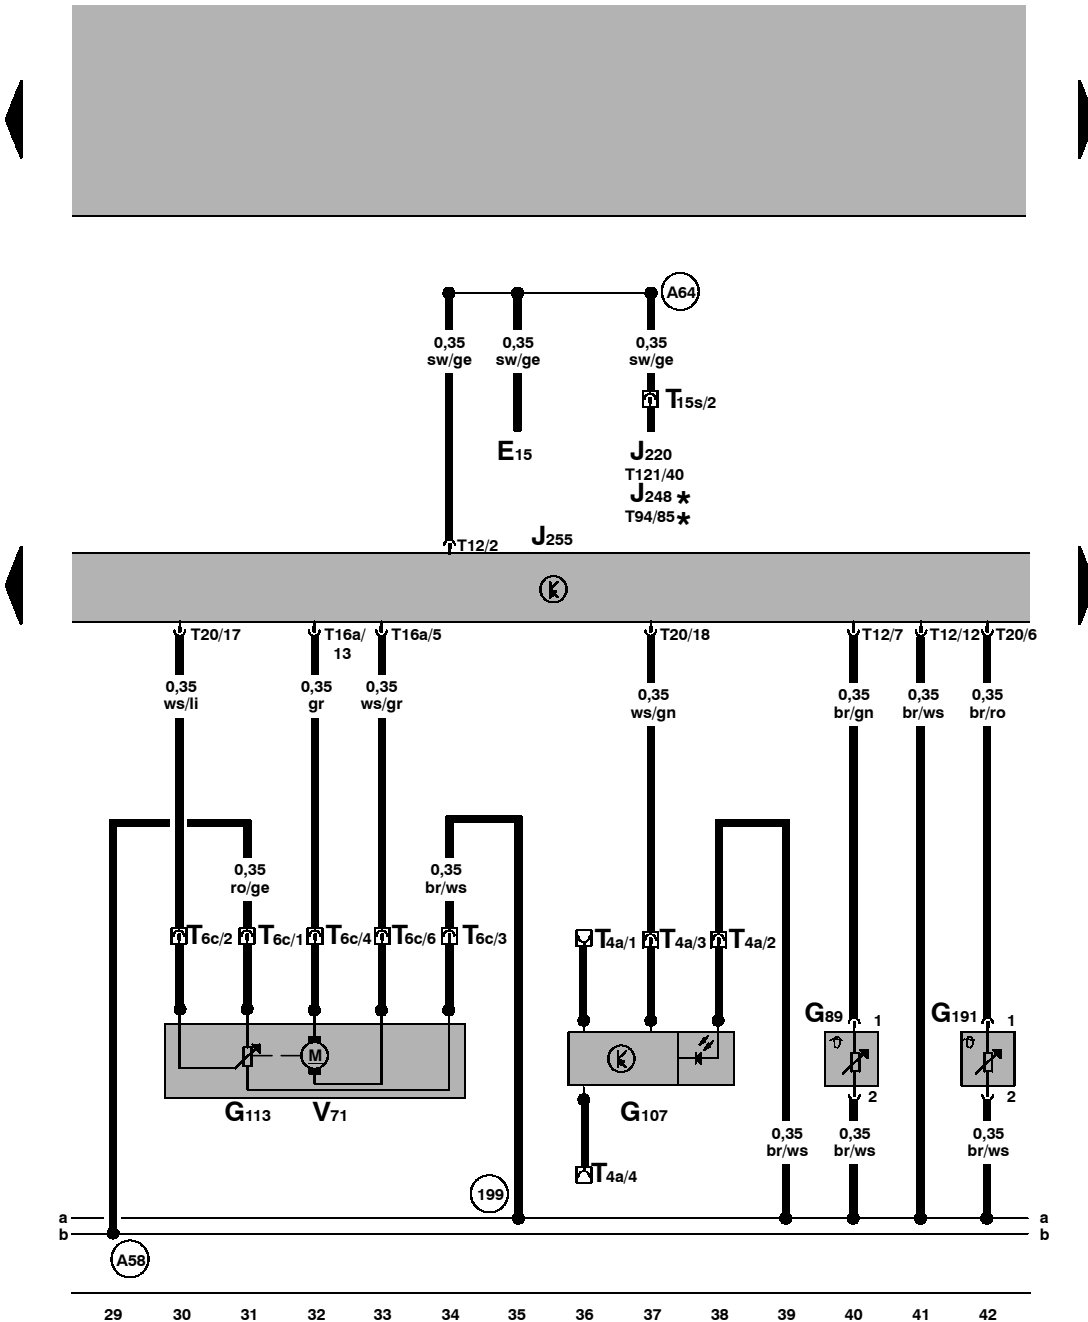 A64
0,35 0,35 0,35
sw/ge sw/ge sw/ge
T15s/2
E15 J220
T121/40
J248 *
T94/85*
T12/2 J255
T20/17 T16a/ T16a/5 T20/18 T12/7 T12/12 T20/6
13
0,35 0,35 0,35 0,35 0,35 0,35 0,35
ws/li gr ws/gr ws/gn br/gn br/ws br/ro
0,35 0,35
ro/ge br/ws
T6c/2 T6c/1 T6c/4 T6c/6 T6c/3 T4a/1 T4a/3 T4a/2
G89 1 G191 1
M
2 2
G113 V71 G107
0,35 0,35 0,35
br/ws br/ws br/ws
T4a/4
199
a a
b b
A58
29 30 31 32 33 34 35 36 37 38 39 40 41 42